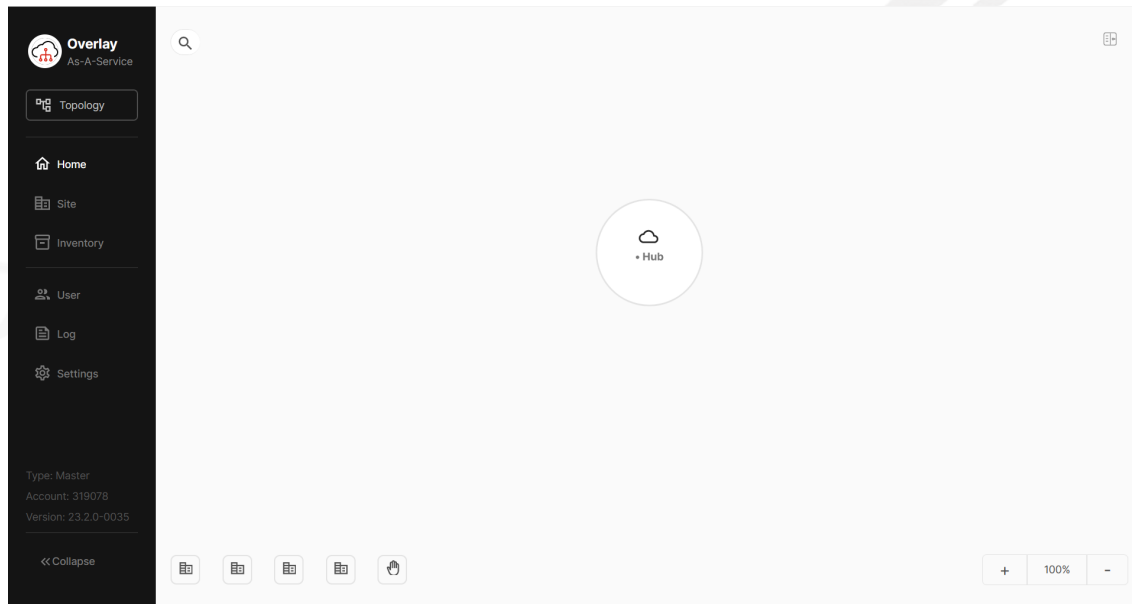 Overlay
As-A-Service
Topology
Home
Site
Inventory
User
Log
Settings
Type: Master
Account: 319078
Version: 23.2.0-0035
Collapse
• Hub
+ 100% -